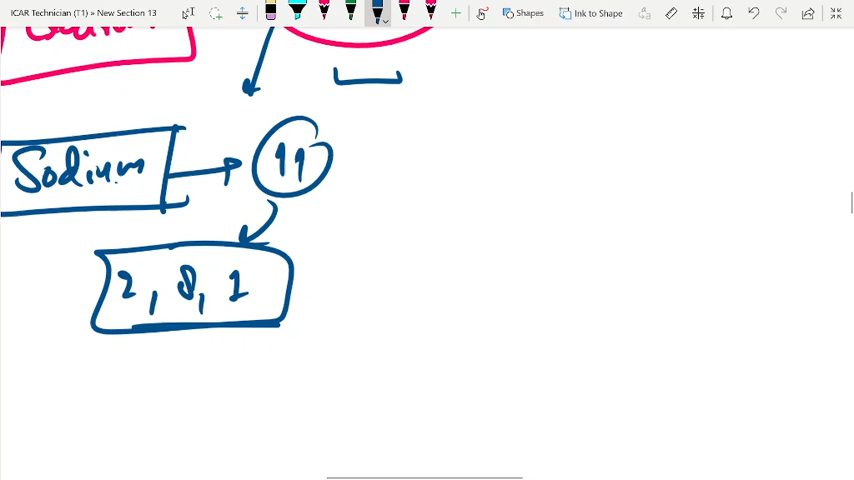 ICAR Technician (T1) » New Section 13
Shapes
Ink to Shape
Sodium
11
2, 8, 1